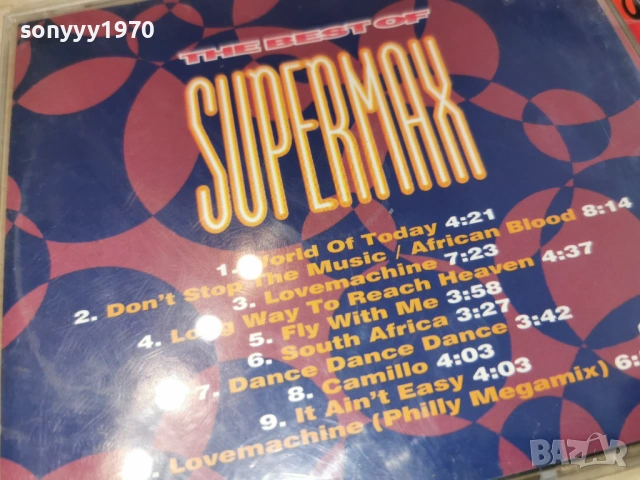 sonyyy1970
THE BEST OF
SUPERMAX
1. World Of Today 4:21
2. Don't Stop The Music / African Blood 8:14
3. Lovemachine 7:23
4. Long Way To Reach Heaven 4:37
5. Fly With Me 3:58
6. South Africa 3:27
7. Dance Dance Dance 3:42
8. Camillo 4:03
9. It Ain't Easy 4:03
Lovemachine (Philly Megamix) 6:
BAZAR